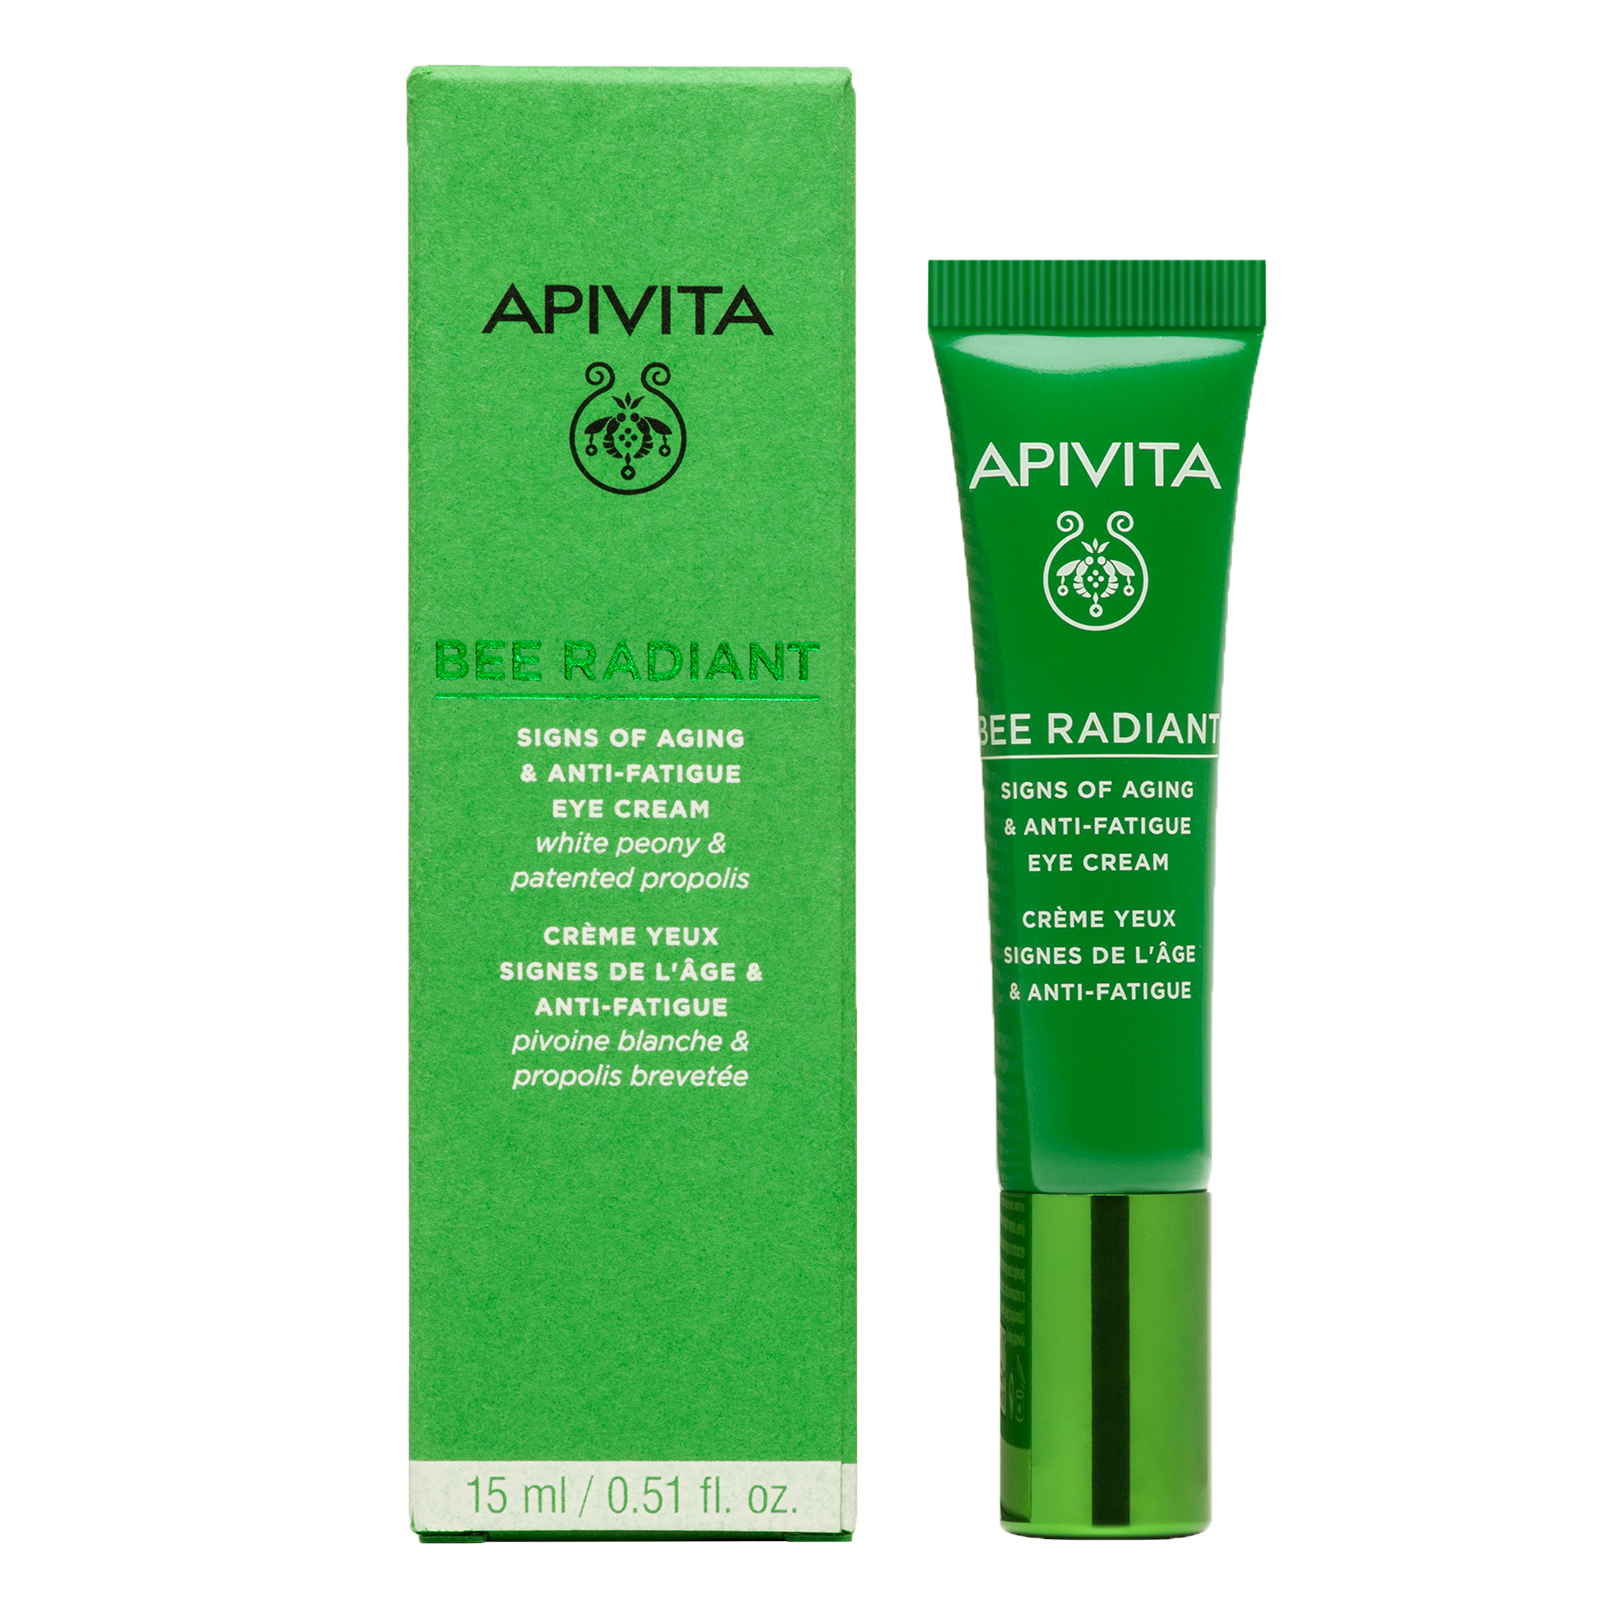 APIVITA
BEE RADIANT
SIGNS OF AGING
& ANTI-FATIGUE
EYE CREAM
white peony &
patented propolis
CRÈME YEUX
SIGNES DE L'ÂGE &
ANTI-FATIGUE
pivoine blanche &
propolis brevetée
15 ml / 0.51 fl. oz.
APIVITA
BEE RADIANT
SIGNS OF AGING
& ANTI-FATIGUE
EYE CREAM
CRÈME YEUX
SIGNES DE L'ÂGE
& ANTI-FATIGUE